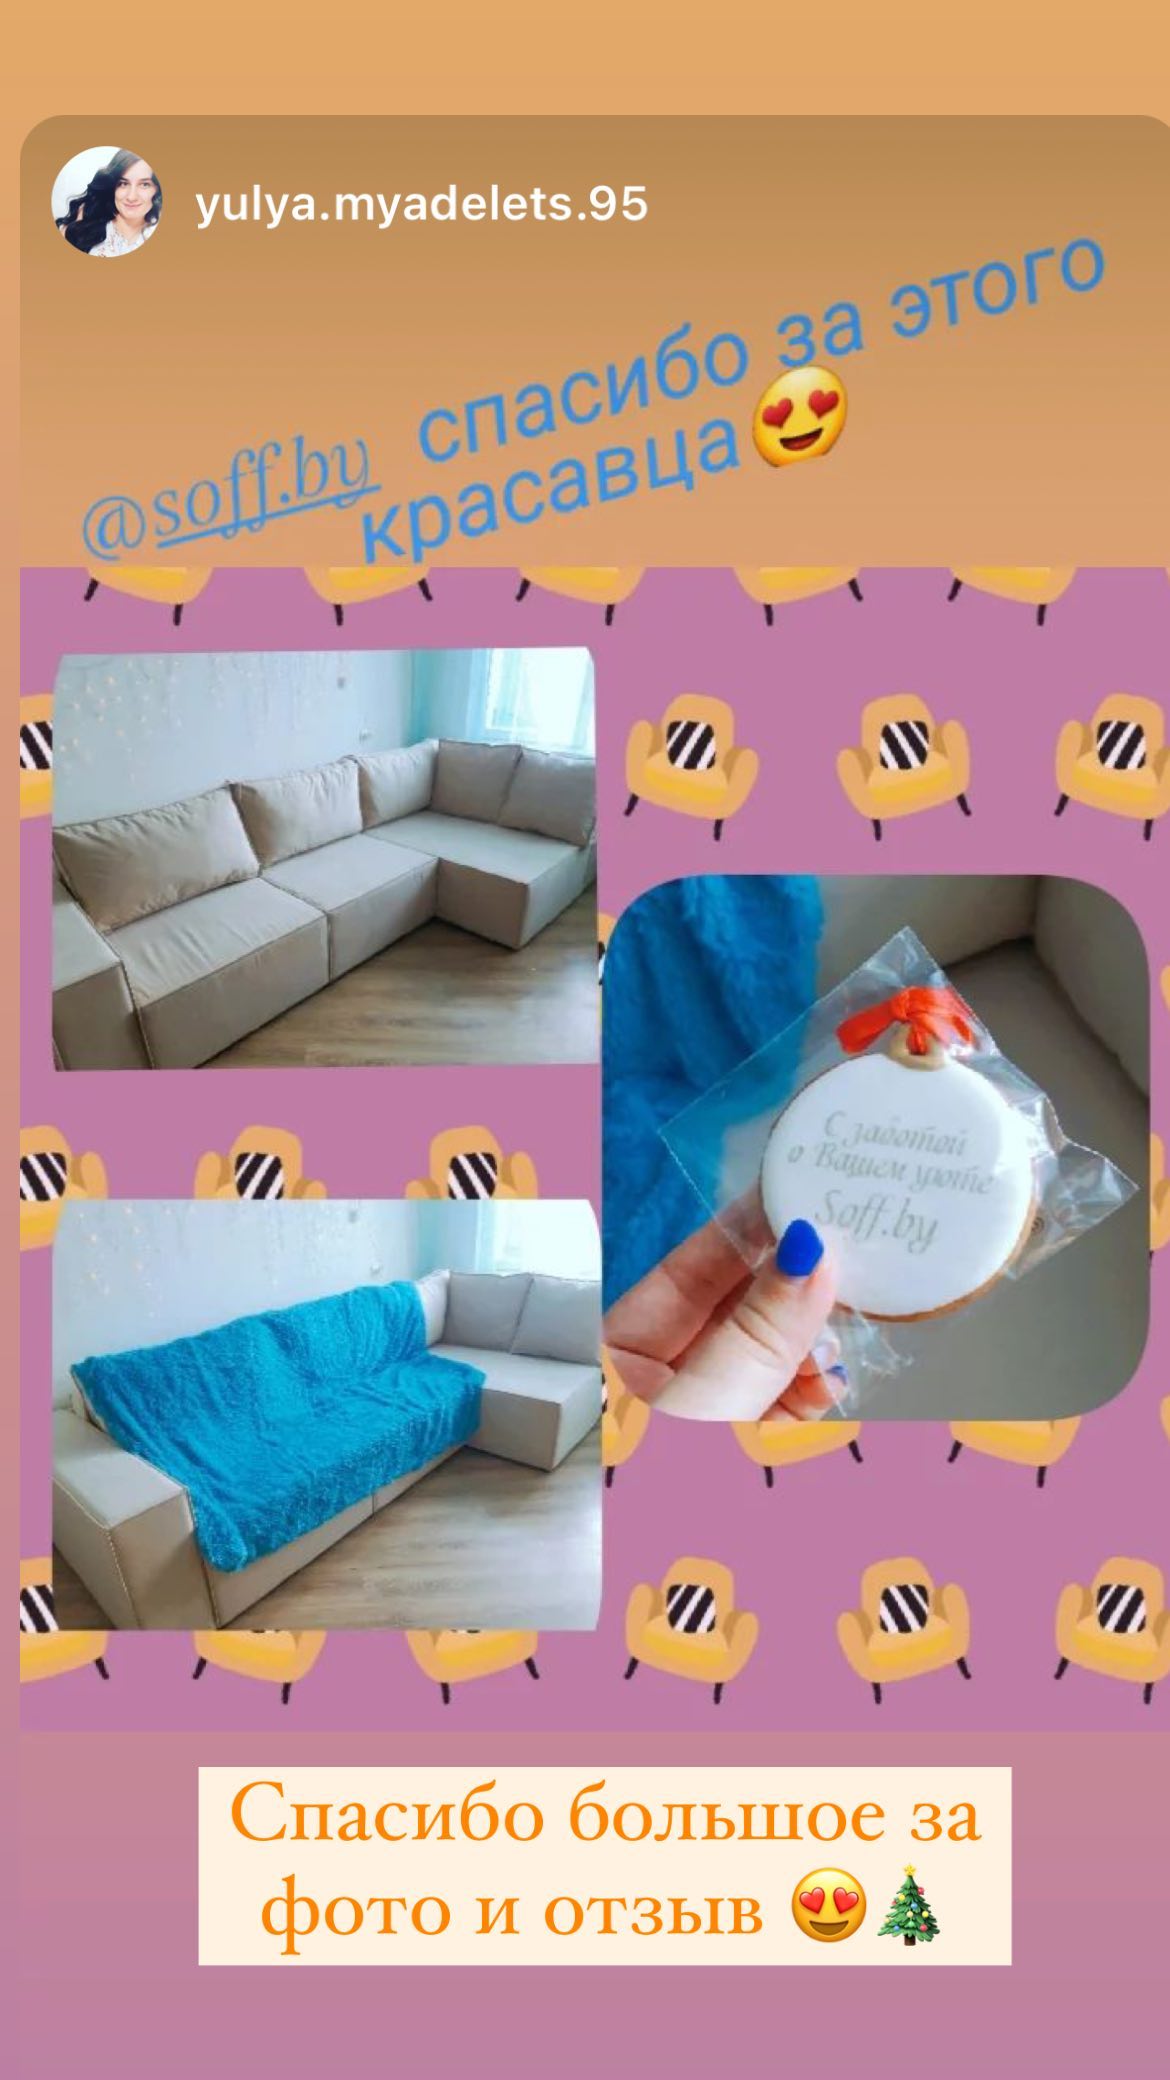 yulya.myadelets.95
@soff.by спасибо за этого
красавца😍
С заботой
о Вашем уюте
Soff.by
Спасибо большое за
фото и отзыв 😍🎄